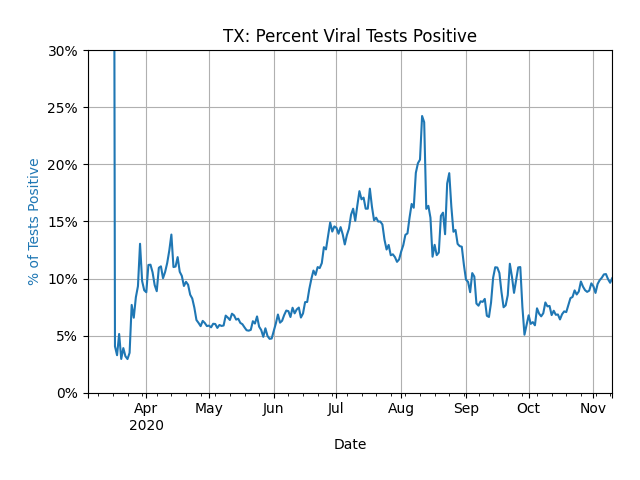 TX: Percent Viral Tests Positive
30%
25%
20%
15%
10%
5%
0%
% of Tests Positive
Apr May Jun Jul Aug Sep Oct Nov
2020
Date